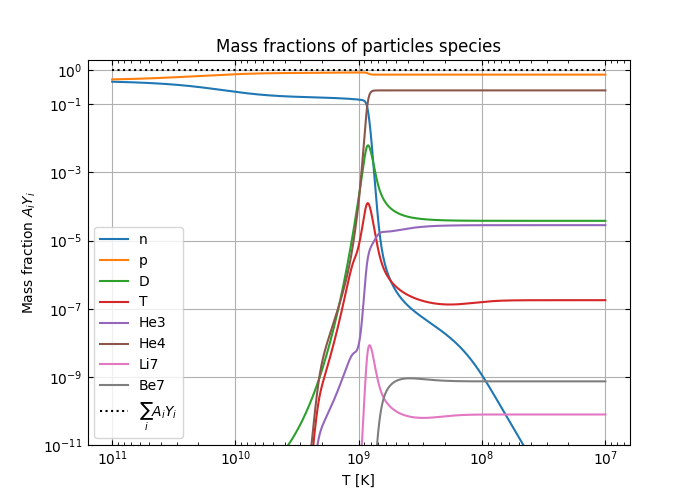 Mass fractions of particles species
Mass fraction $A_iY_i$
$10^0$
$10^{-1}$
$10^{-3}$
$10^{-5}$
$10^{-7}$
$10^{-9}$
$10^{-11}$
n
p
D
T
He3
He4
Li7
Be7
$\sum_i A_iY_i$
$10^{11}$ $10^{10}$ $10^9$ $10^8$ $10^7$
T [K]